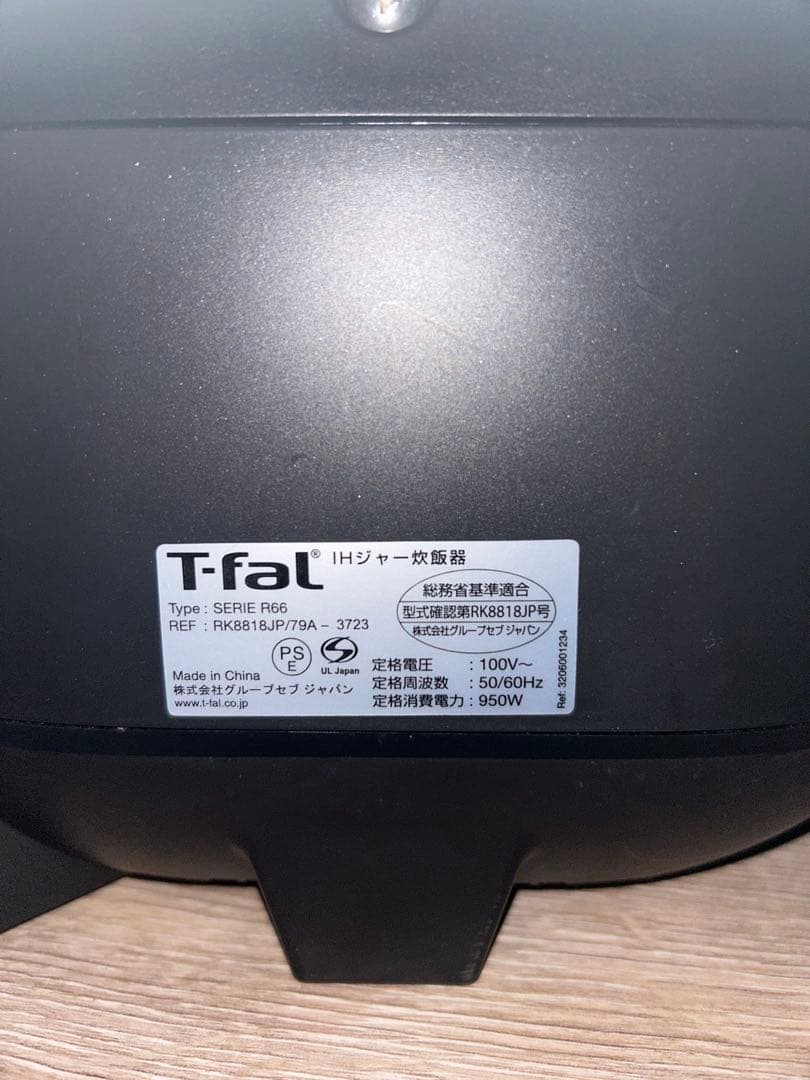 T-fal® IHジャー炊飯器
Type : SERIE R66
REF : RK8818JP/79A – 3723
総務省基準適合
型式確認第RK8818JP号
株式会社グループセブ ジャパン
PS
E
UL Japan
Made in China
株式会社グループセブ ジャパン
www.t-fal.co.jp
定格電圧 : 100V～
定格周波数 : 50/60Hz
定格消費電力 : 950W
Ref: 3206001234